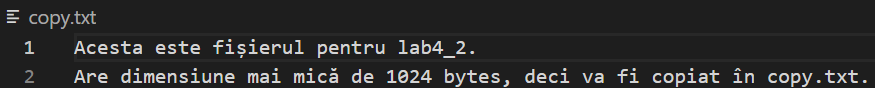 copy.txt
1 Acesta este fișierul pentru lab4_2.
2 Are dimensiune mai mică de 1024 bytes, deci va fi copiat în copy.txt.